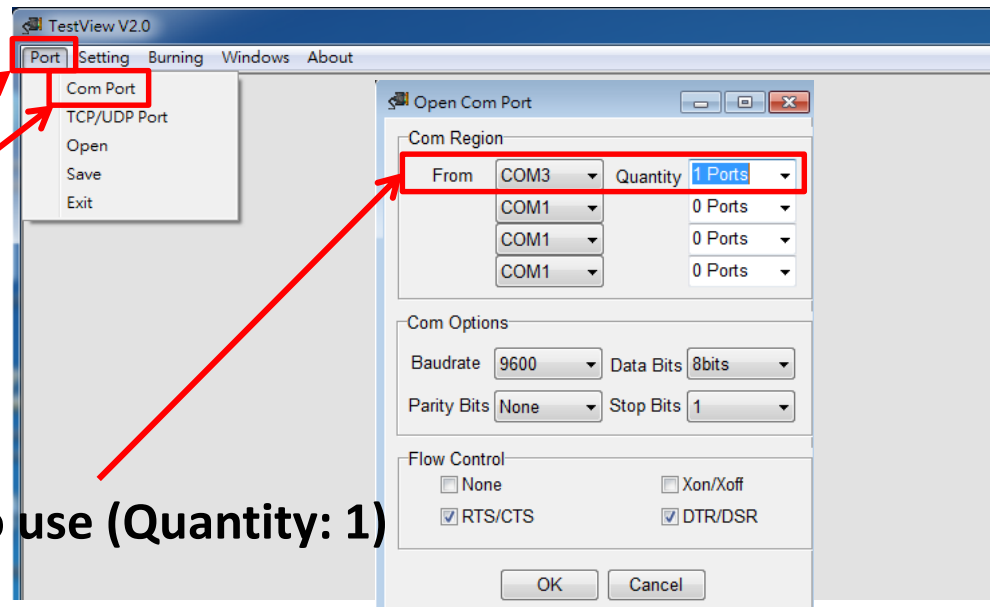 TestView V2.0
Port Setting Burning Windows About
Com Port
TCP/UDP Port
Open
Save
Exit
Open Com Port
Com Region
From COM3 Quantity 1 Ports
COM1 0 Ports
COM1 0 Ports
COM1 0 Ports
Com Options
Baudrate 9600 Data Bits 8bits
Parity Bits None Stop Bits 1
Flow Control
None Xon/Xoff
RTS/CTS DTR/DSR
use (Quantity: 1)
OK Cancel